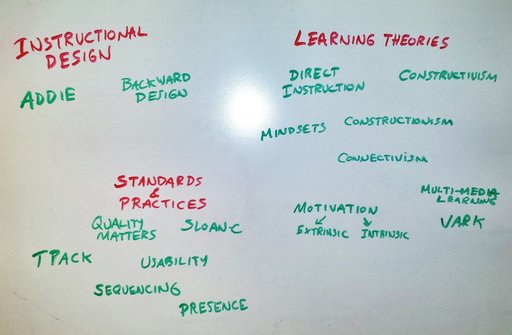 INSTRUCTIONAL
DESIGN
ADDIE
BACKWARD
DESIGN
LEARNING THEORIES
DIRECT
INSTRUCTION
CONSTRUCTIVISM
MINDSETS
CONSTRUCTIONISM
CONNECTIVISM
MULTI-MEDIA
LEARNING
MOTIVATION
EXTRINSIC INTRINSIC
VARK
STANDARDS
&
PRACTICES
QUALITY
MATTERS
SLOAN-C
TPACK
USABILITY
SEQUENCING
PRESENCE